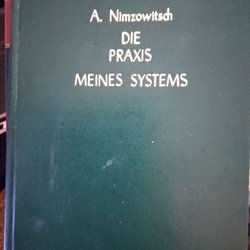 A. Nimzowitsch
DIE
PRAXIS
MEINES SYSTEMS